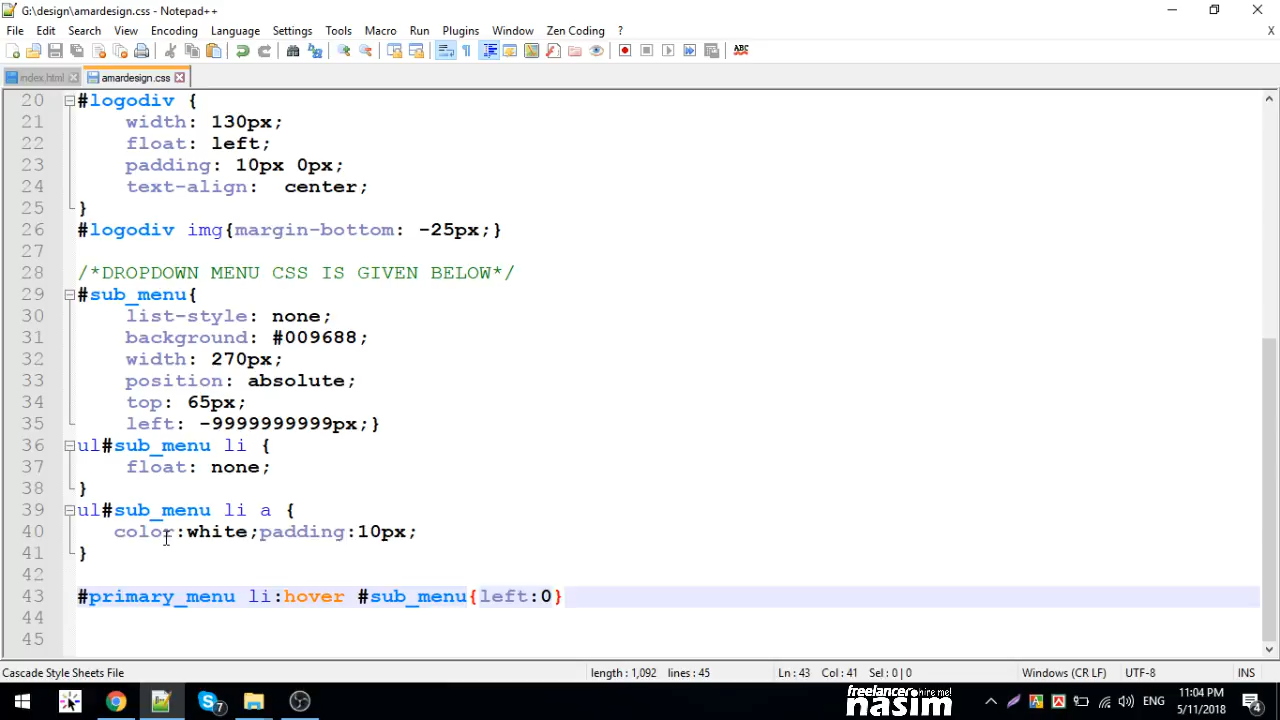 G:\design\amardesign.css - Notepad++
File Edit Search View Encoding Language Settings Tools Macro Run Plugins Window Zen Coding ? X
ABC
index.html amardesign.css
20 #logodiv {
21 width: 130px;
22 float: left;
23 padding: 10px 0px;
24 text-align:  center;
25 }
26 #logodiv img{margin-bottom: -25px;}
27
28 /*DROPDOWN MENU CSS IS GIVEN BELOW*/
29 #sub_menu{
30 list-style: none;
31 background: #009688;
32 width: 270px;
33 position: absolute;
34 top: 65px;
35 left: -9999999999px;}
36 ul#sub_menu li {
37 float: none;
38 }
39 ul#sub_menu li a {
40 color:white;padding:10px;
41 }
42
43 #primary_menu li:hover #sub_menu{left:0}
44
45
Cascade Style Sheets File length : 1,092 lines : 45 Ln : 43 Col : 41 Sel : 0 | 0 Windows (CR LF) UTF-8 INS
7 freelancer hire me! nasim ENG 11:04 PM 5/11/2018 4